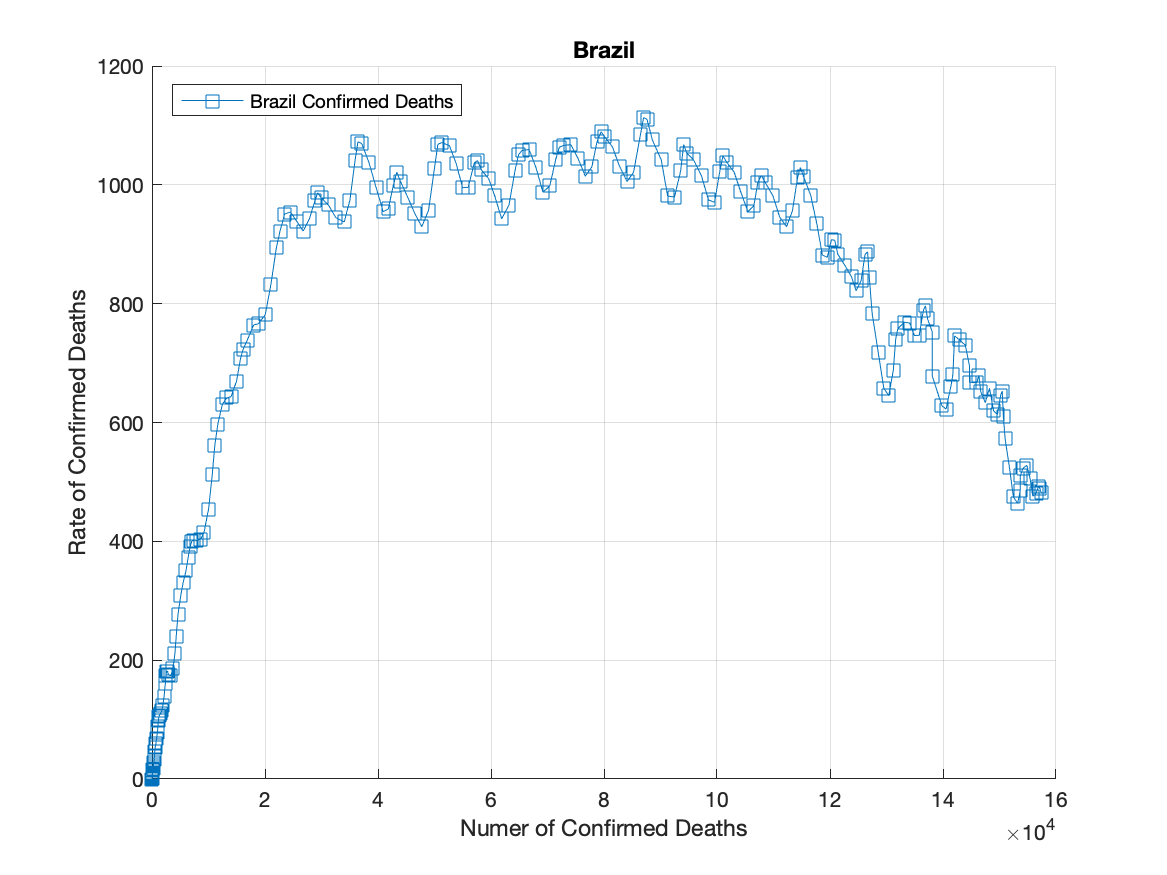 Brazil
Brazil Confirmed Deaths
Rate of Confirmed Deaths
1200
1000
800
600
400
200
0
0 2 4 6 8 10 12 14 16
Numer of Confirmed Deaths
×10^4